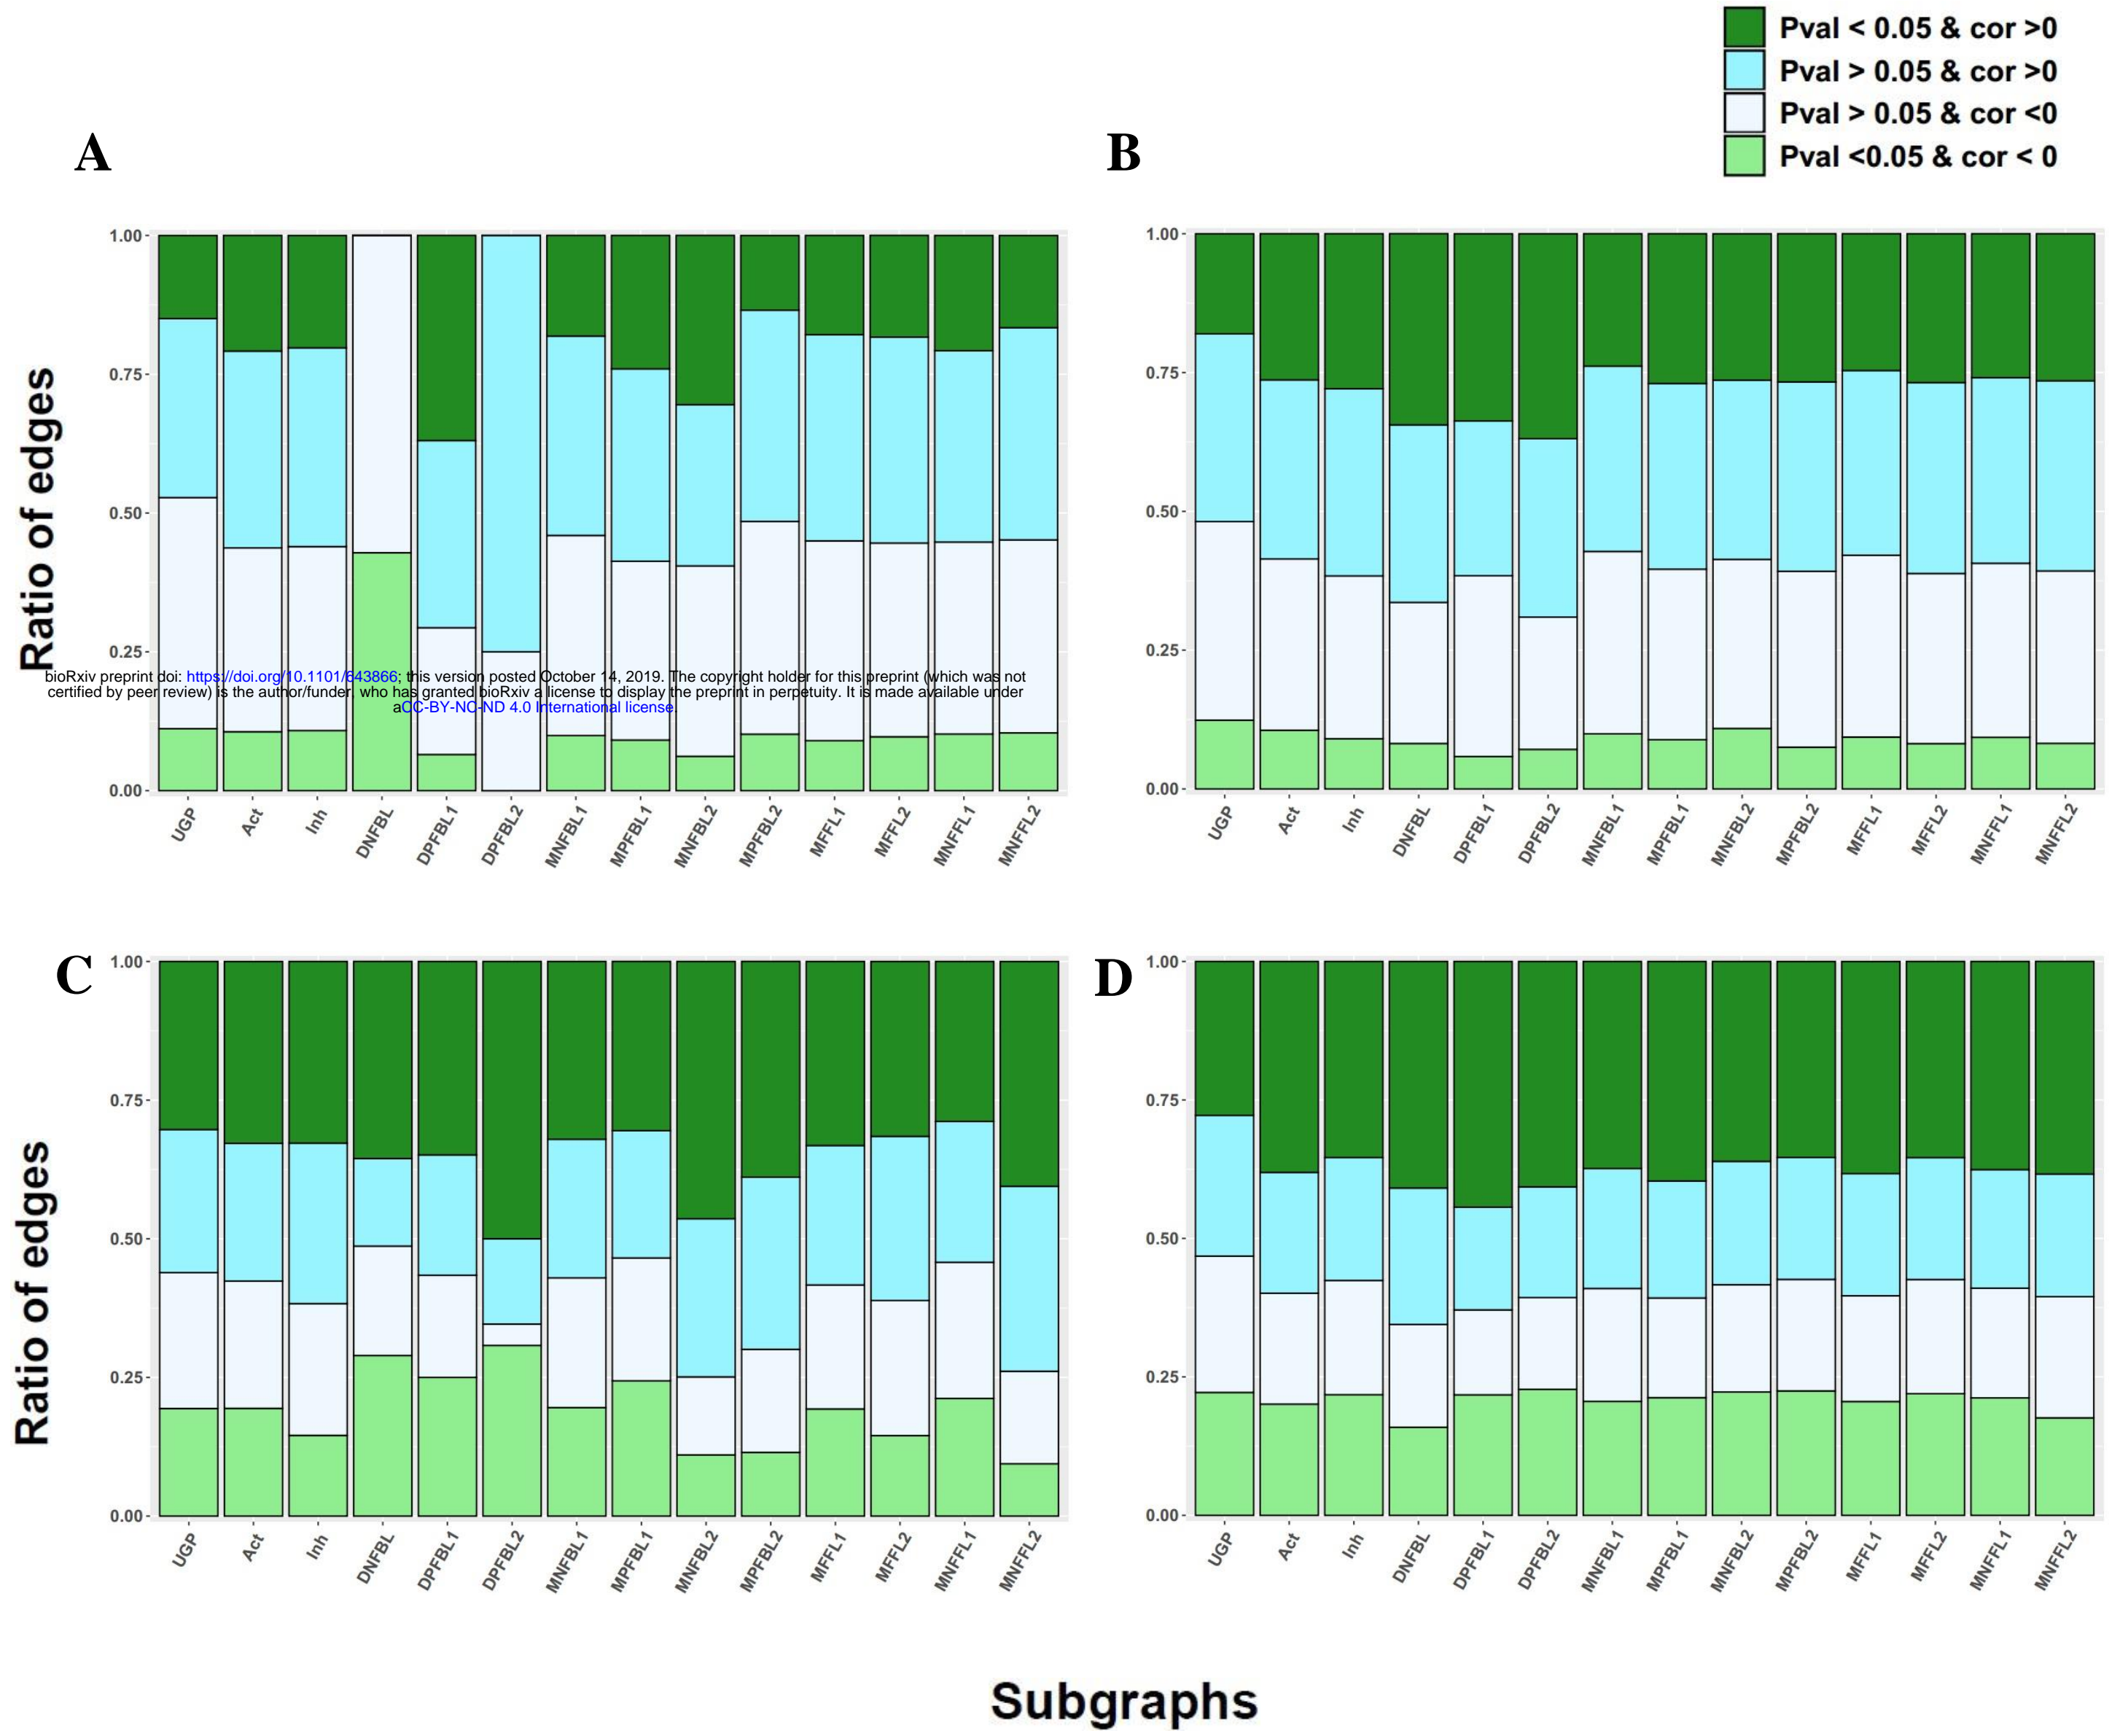 Pval < 0.05 & cor >0
Pval > 0.05 & cor >0
Pval > 0.05 & cor <0
Pval <0.05 & cor < 0
A
B
Ratio of edges
1.00
0.75
0.50
0.25
0.00
UGP
Act
Inh
DNFBL
DPFBL1
DPFBL2
MNFBL1
MPFBL1
MNFBL2
MPFBL2
MFFL1
MFFL2
MNFFL1
MNFFL2
bioRxiv preprint doi: https://doi.org/10.1101/643866; this version posted October 14, 2019. The copyright holder for this preprint (which was not
certified by peer review) is the author/funder, who has granted bioRxiv a license to display the preprint in perpetuity. It is made available under
aCC-BY-NC-ND 4.0 International license.
1.00
0.75
0.50
0.25
0.00
UGP
Act
Inh
DNFBL
DPFBL1
DPFBL2
MNFBL1
MPFBL1
MNFBL2
MPFBL2
MFFL1
MFFL2
MNFFL1
MNFFL2
C
D
Ratio of edges
1.00
0.75
0.50
0.25
0.00
UGP
Act
Inh
DNFBL
DPFBL1
DPFBL2
MNFBL1
MPFBL1
MNFBL2
MPFBL2
MFFL1
MFFL2
MNFFL1
MNFFL2
1.00
0.75
0.50
0.25
0.00
UGP
Act
Inh
DNFBL
DPFBL1
DPFBL2
MNFBL1
MPFBL1
MNFBL2
MPFBL2
MFFL1
MFFL2
MNFFL1
MNFFL2
Subgraphs